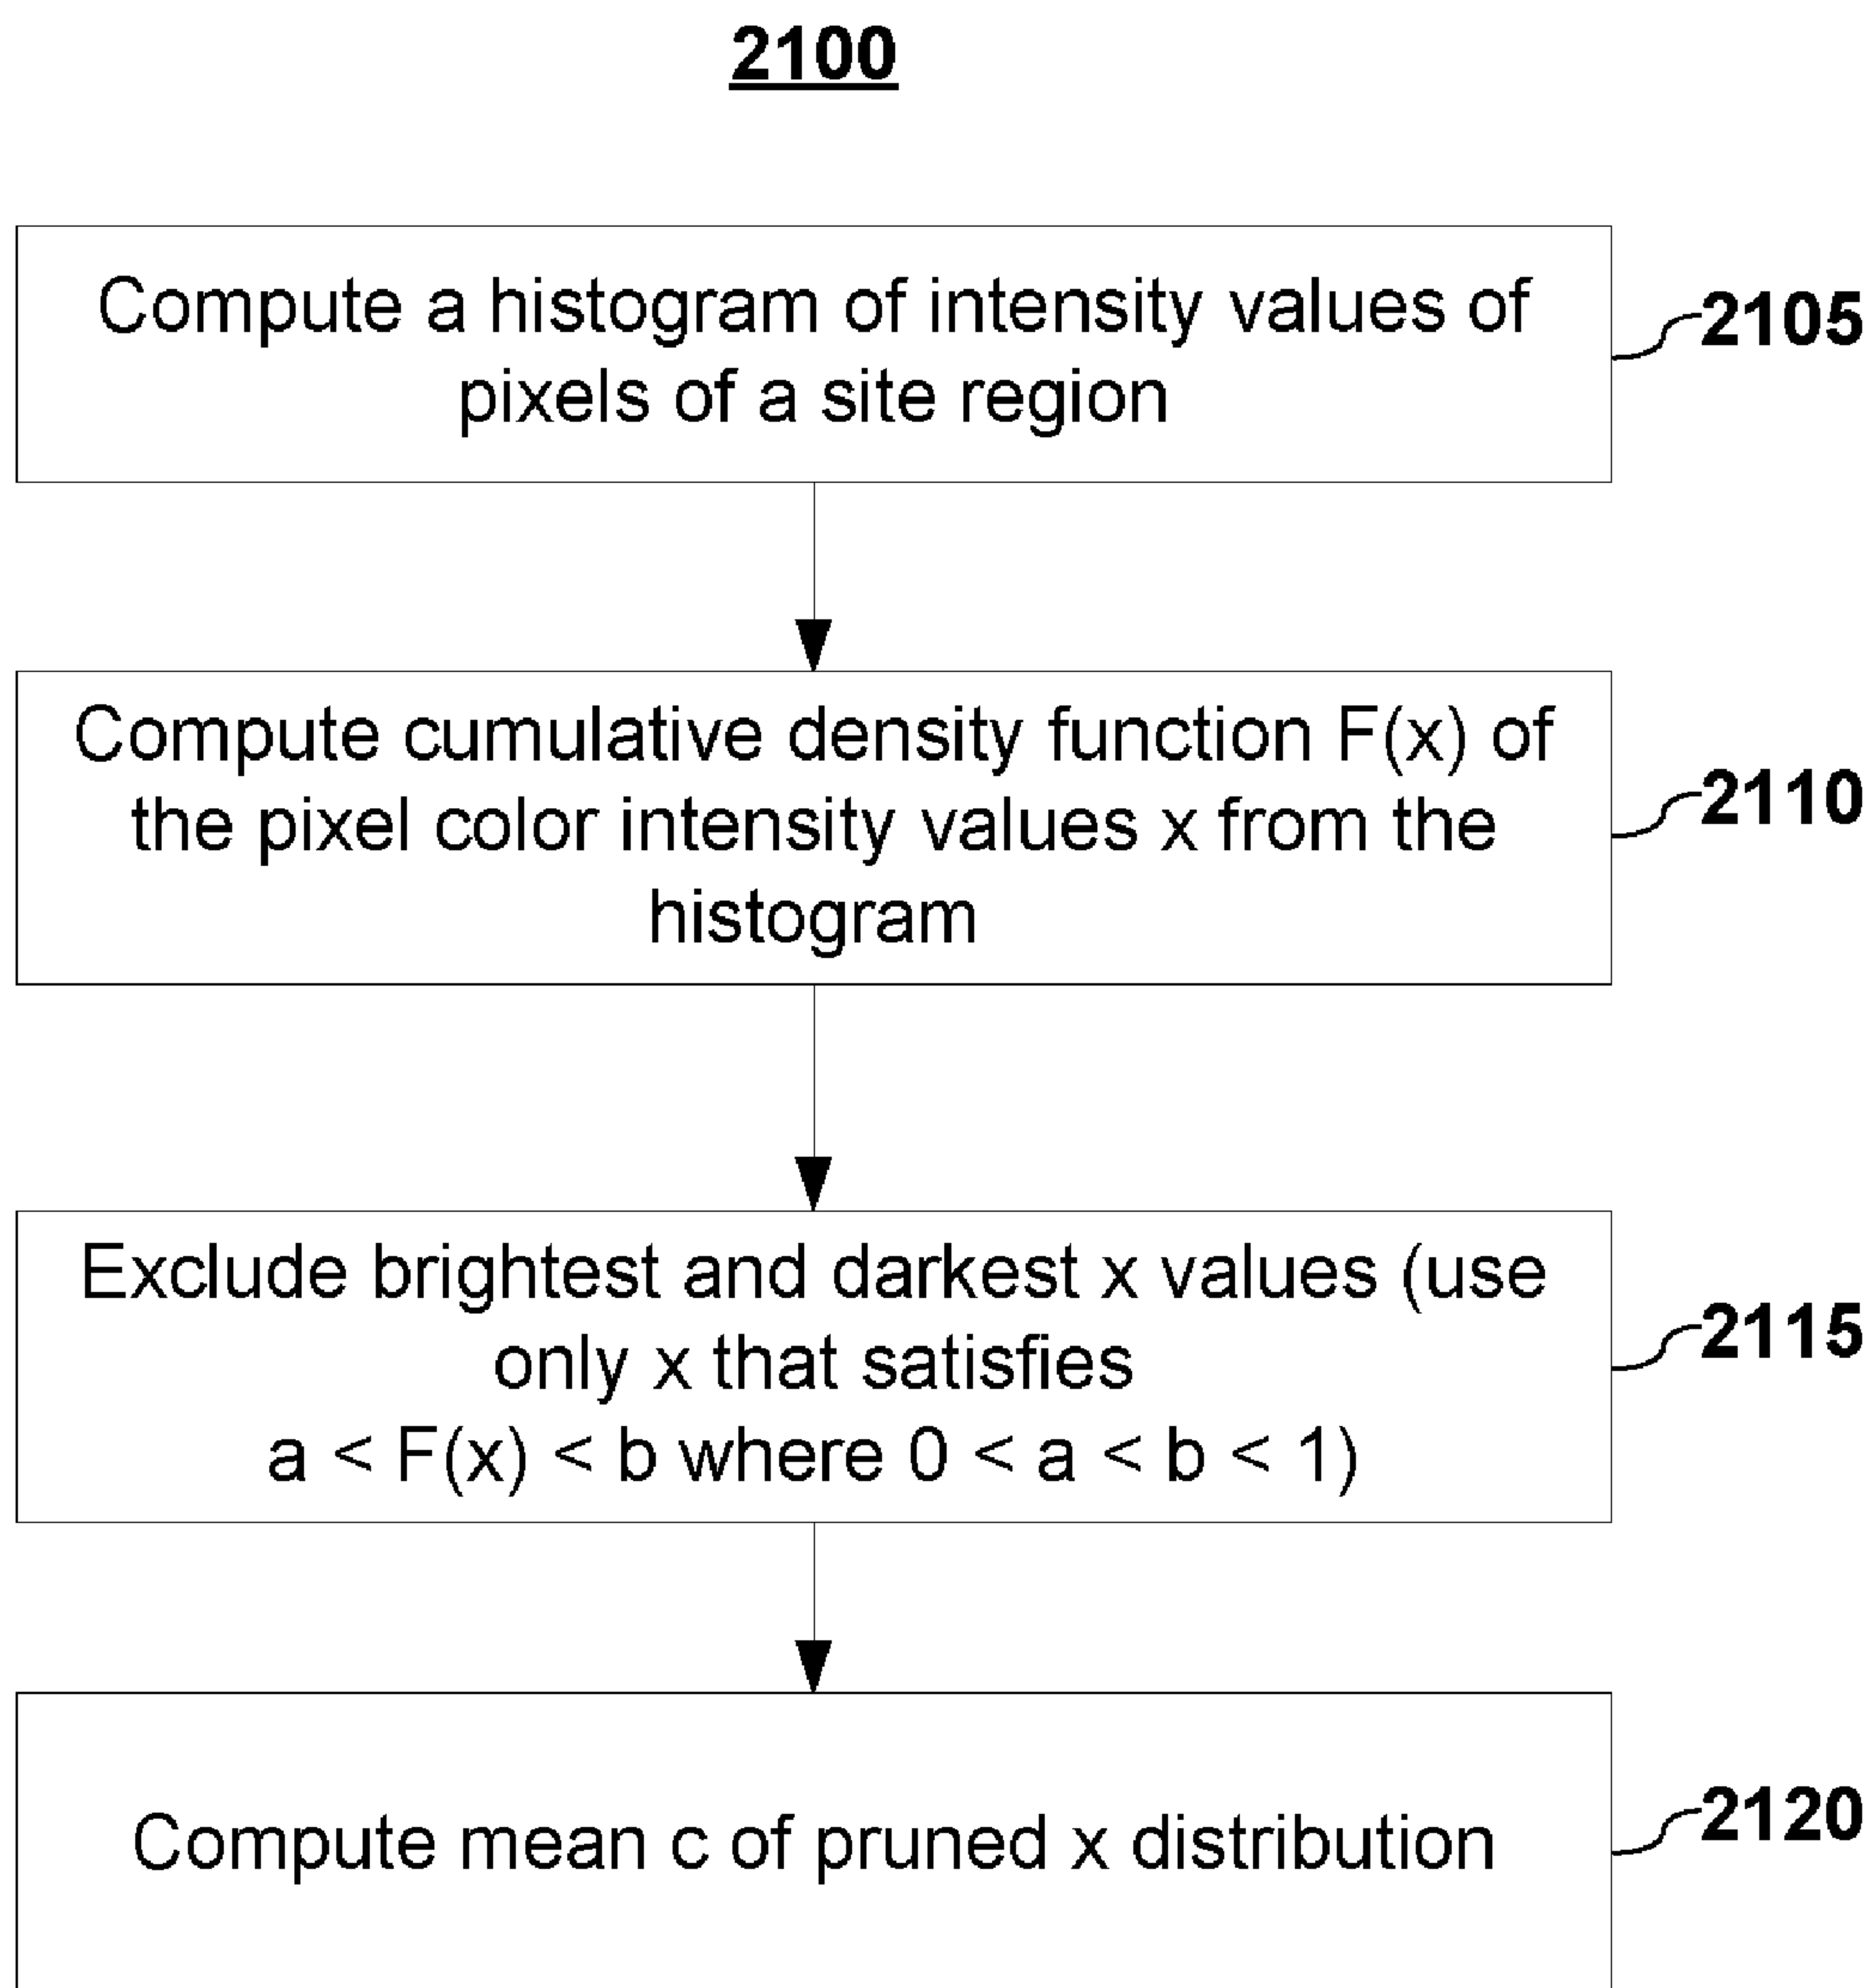 2100
Compute a histogram of intensity values of
pixels of a site region
2105
Compute cumulative density function F(x) of
the pixel color intensity values x from the
histogram
2110
Exclude brightest and darkest x values (use
only x that satisfies
a < F(x) < b where 0 < a < b < 1)
2115
Compute mean c of pruned x distribution
2120